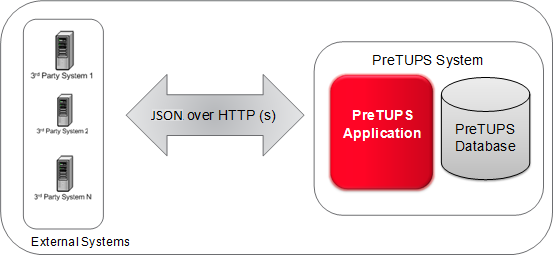 3rd Party System 1
3rd Party System 2
3rd Party System N
External Systems
JSON over HTTP (s)
PreTUPS System
PreTUPS
Application
PreTUPS
Database